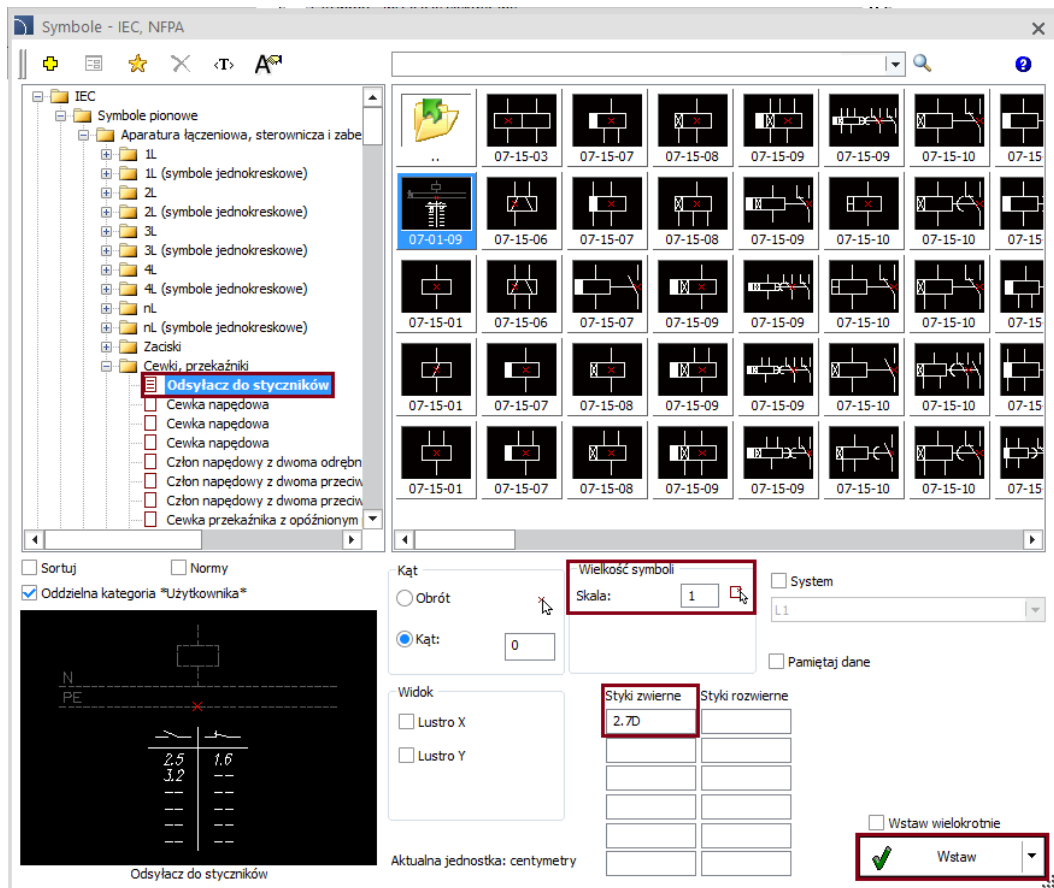 Symbole - IEC, NFPA
<T>
A
IEC
Symbole pionowe
Aparatura łączeniowa, sterownicza i zabe
1L
1L (symbole jednokreskowe)
2L
2L (symbole jednokreskowe)
3L
3L (symbole jednokreskowe)
4L
4L (symbole jednokreskowe)
nL
nL (symbole jednokreskowe)
Zaciski
Cewki, przekaźniki
Odsyłacz do styczników
Cewka napędowa
Cewka napędowa
Cewka napędowa
Człon napędowy z dwoma odrębn
Człon napędowy z dwoma przeciw
Człon napędowy z dwoma przeciw
Cewka przekaźnika z opóźnionym
.. 07-15-03 07-15-07 07-15-08 07-15-09 07-15-09 07-15-10 07-15
07-01-09 07-15-06 07-15-07 07-15-08 07-15-09 07-15-10 07-15-10 07-15
07-15-01 07-15-06 07-15-07 07-15-09 07-15-09 07-15-10 07-15-10 07-15
07-15-01 07-15-07 07-15-08 07-15-09 07-15-09 07-15-10 07-15-10 07-15
07-15-01 07-15-07 07-15-08 07-15-09 07-15-09 07-15-10 07-15-10 07-15
Sortuj
Normy
Oddzielna kategoria *Użytkownika*
N
PE
2.5 1.6
3.2 --
-- --
-- --
-- --
-- --
Odsyłacz do styczników
Kąt
Obrót
Kąt: 0
Widok
Lustro X
Lustro Y
Aktualna jednostka: centymetry
Wielkość symboli
Skala: 1
System
L1
Pamiętaj dane
Styki zwierne Styki rozwierne
2.7D
Wstaw wielokrotnie
Wstaw